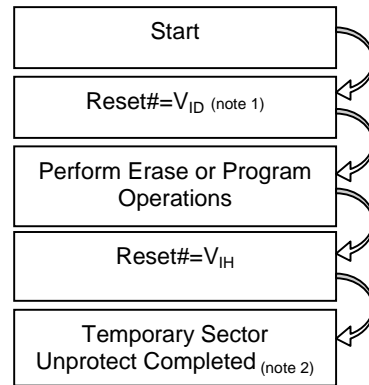 Start
Reset#=VID (note 1)
Perform Erase or Program
Operations
Reset#=VIH
Temporary Sector
Unprotect Completed (note 2)